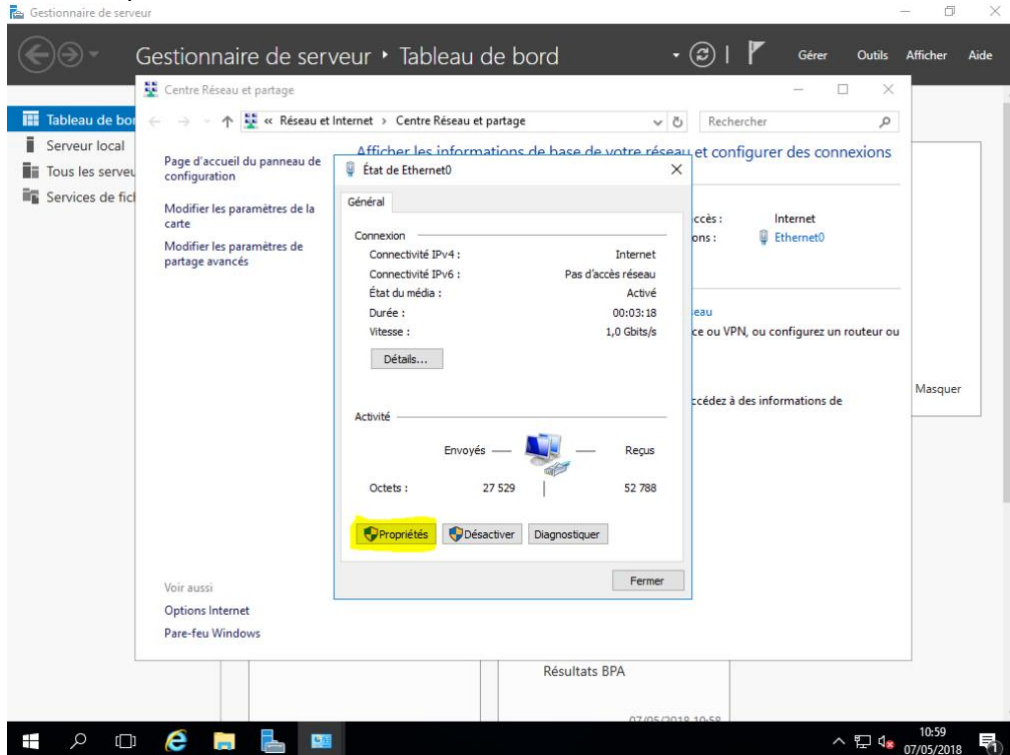 Gestionnaire de serveur
Gestionnaire de serveur ‣ Tableau de bord
Gérer Outils Afficher Aide
Centre Réseau et partage
Tableau de bor
Serveur local
Tous les serveu
Services de fich
« Réseau et Internet › Centre Réseau et partage
Rechercher
Page d'accueil du panneau de
configuration
Modifier les paramètres de la
carte
Modifier les paramètres de
partage avancés
Afficher les informations de base de votre réseau et configurer des connexions
État de Ethernet0
Général
Connexion
Connectivité IPv4 : Internet
Connectivité IPv6 : Pas d'accès réseau
État du média : Activé
Durée : 00:03:18
Vitesse : 1,0 Gbits/s
Détails...
Activité
Envoyés — — Reçus
Octets : 27 529 52 788
Propriétés Désactiver Diagnostiquer
Fermer
ccès : Internet
ons : Ethernet0
eau
ce ou VPN, ou configurez un routeur ou
ccédez à des informations de
Masquer
Voir aussi
Options Internet
Pare-feu Windows
Résultats BPA
07/05/2018 10:58
10:59
07/05/2018
1